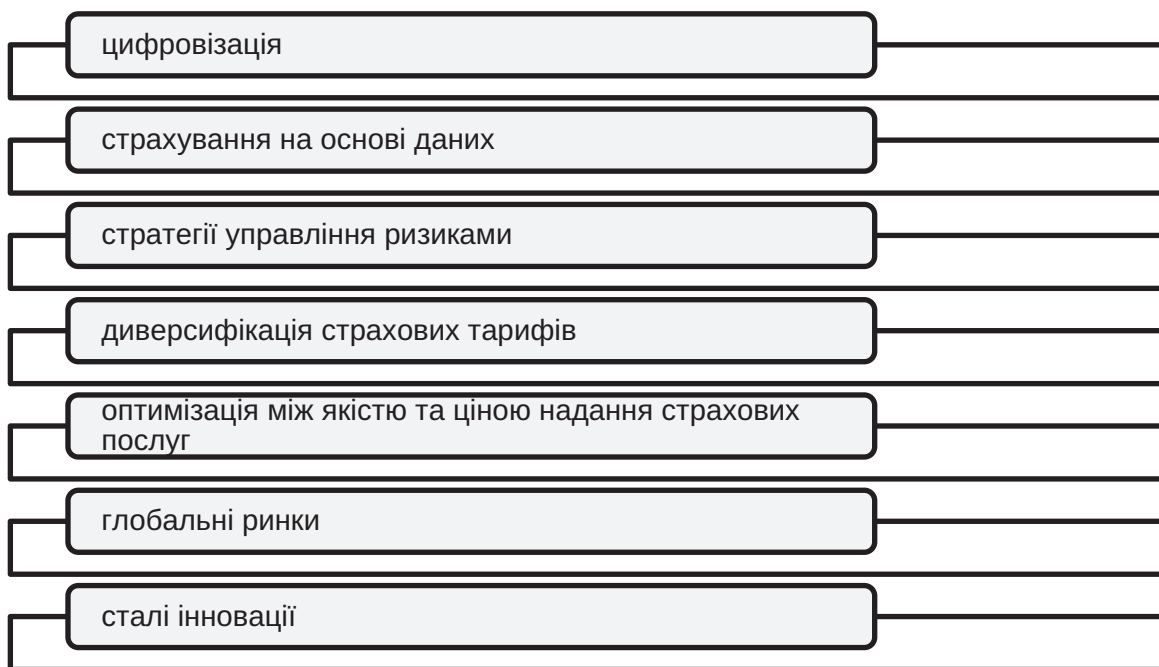 цифровізація
страхування на основі даних
стратегії управління ризиками
диверсифікація страхових тарифів
оптимізація між якістю та ціною надання страхових
послуг
глобальні ринки
сталі інновації